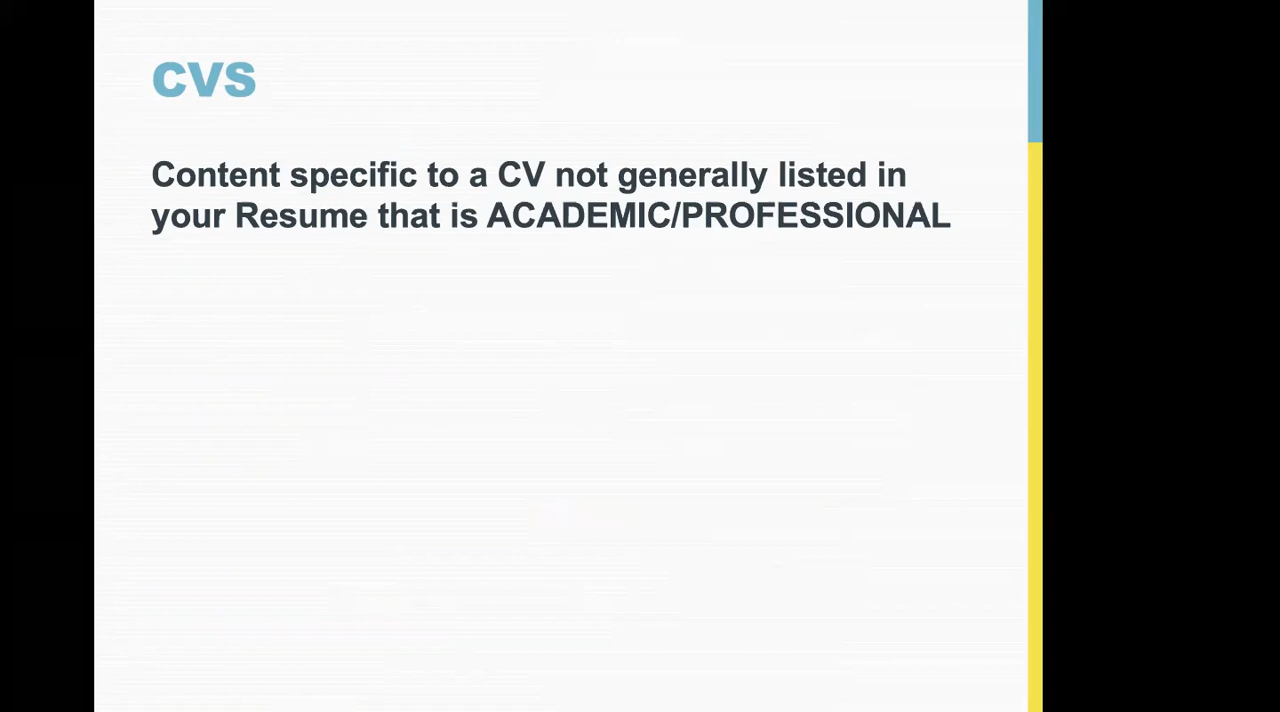 CVS
Content specific to a CV not generally listed in
your Resume that is ACADEMIC/PROFESSIONAL